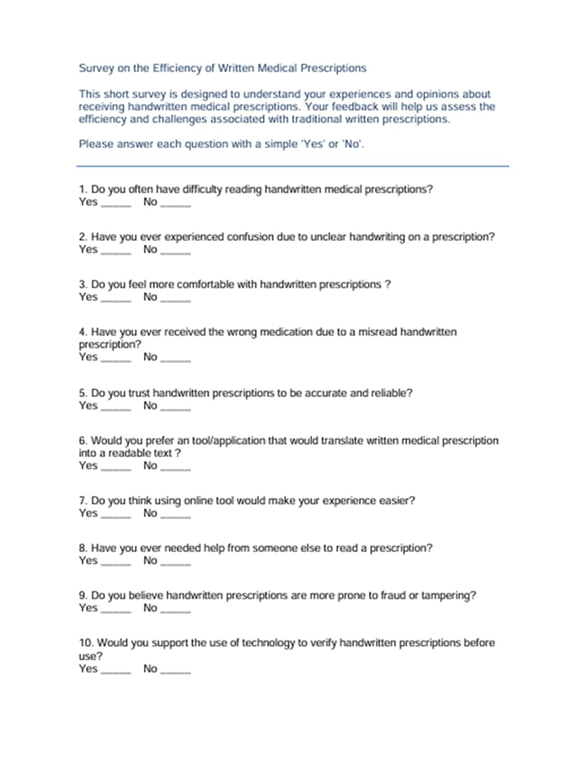 Survey on the Efficiency of Written Medical Prescriptions
This short survey is designed to understand your experiences and opinions about
receiving handwritten medical prescriptions. Your feedback will help us assess the
efficiency and challenges associated with traditional written prescriptions.
Please answer each question with a simple 'Yes' or 'No'.
1. Do you often have difficulty reading handwritten medical prescriptions?
Yes _____ No _____
2. Have you ever experienced confusion due to unclear handwriting on a prescription?
Yes _____ No _____
3. Do you feel more comfortable with handwritten prescriptions ?
Yes _____ No _____
4. Have you ever received the wrong medication due to a misread handwritten
prescription?
Yes _____ No _____
5. Do you trust handwritten prescriptions to be accurate and reliable?
Yes _____ No _____
6. Would you prefer an tool/application that would translate written medical prescription
into a readable text ?
Yes _____ No _____
7. Do you think using online tool would make your experience easier?
Yes _____ No _____
8. Have you ever needed help from someone else to read a prescription?
Yes _____ No _____
9. Do you believe handwritten prescriptions are more prone to fraud or tampering?
Yes _____ No _____
10. Would you support the use of technology to verify handwritten prescriptions before
use?
Yes _____ No _____